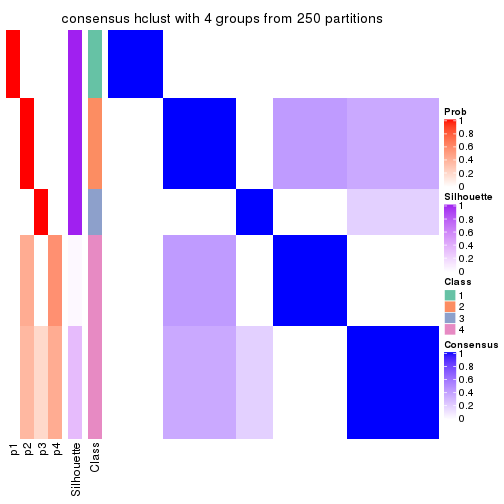 consensus hclust with 4 groups from 250 partitions
Prob
1
0.8
0.6
0.4
0.2
0
Silhouette
1
0.8
0.6
0.4
0.2
0
Class
1
2
3
4
Consensus
1
0.8
0.6
0.4
0.2
0
p1
p2
p3
p4
Silhouette
Class